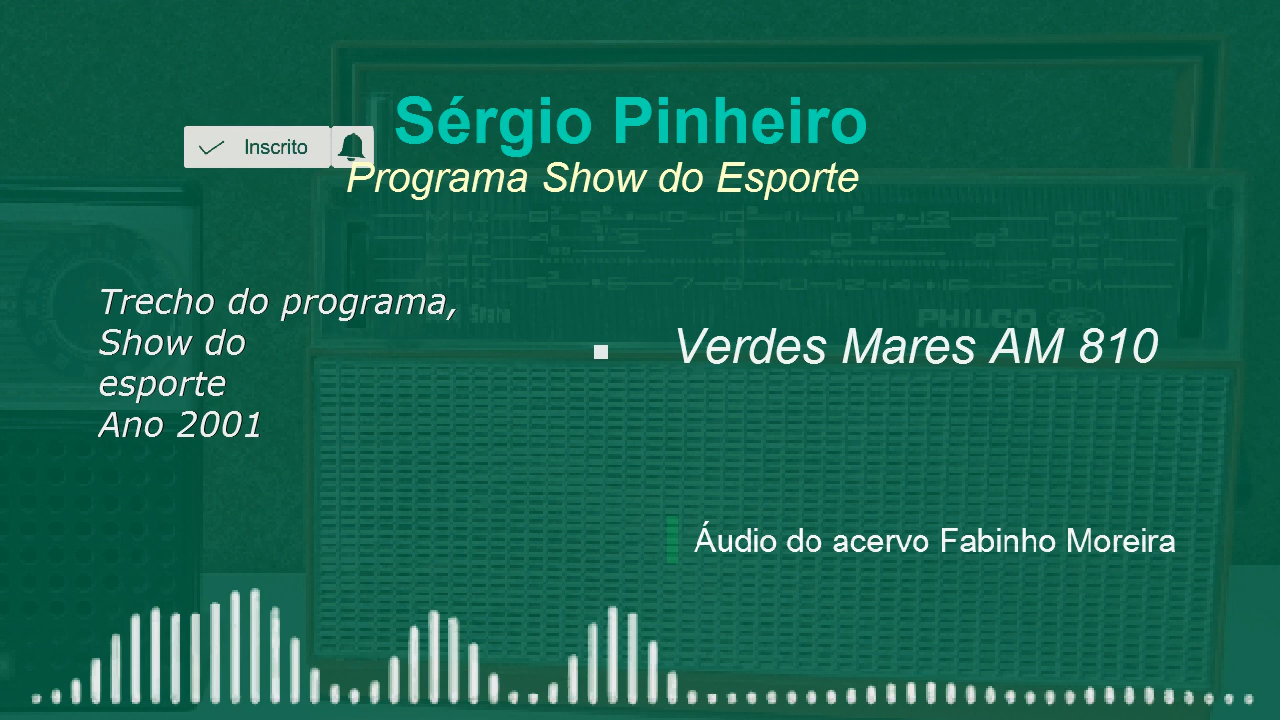 Sérgio Pinheiro
Inscrito
Programa Show do Esporte
Trecho do programa,
Show do
esporte
Ano 2001
Verdes Mares AM 810
PHILCO
Áudio do acervo Fabinho Moreira